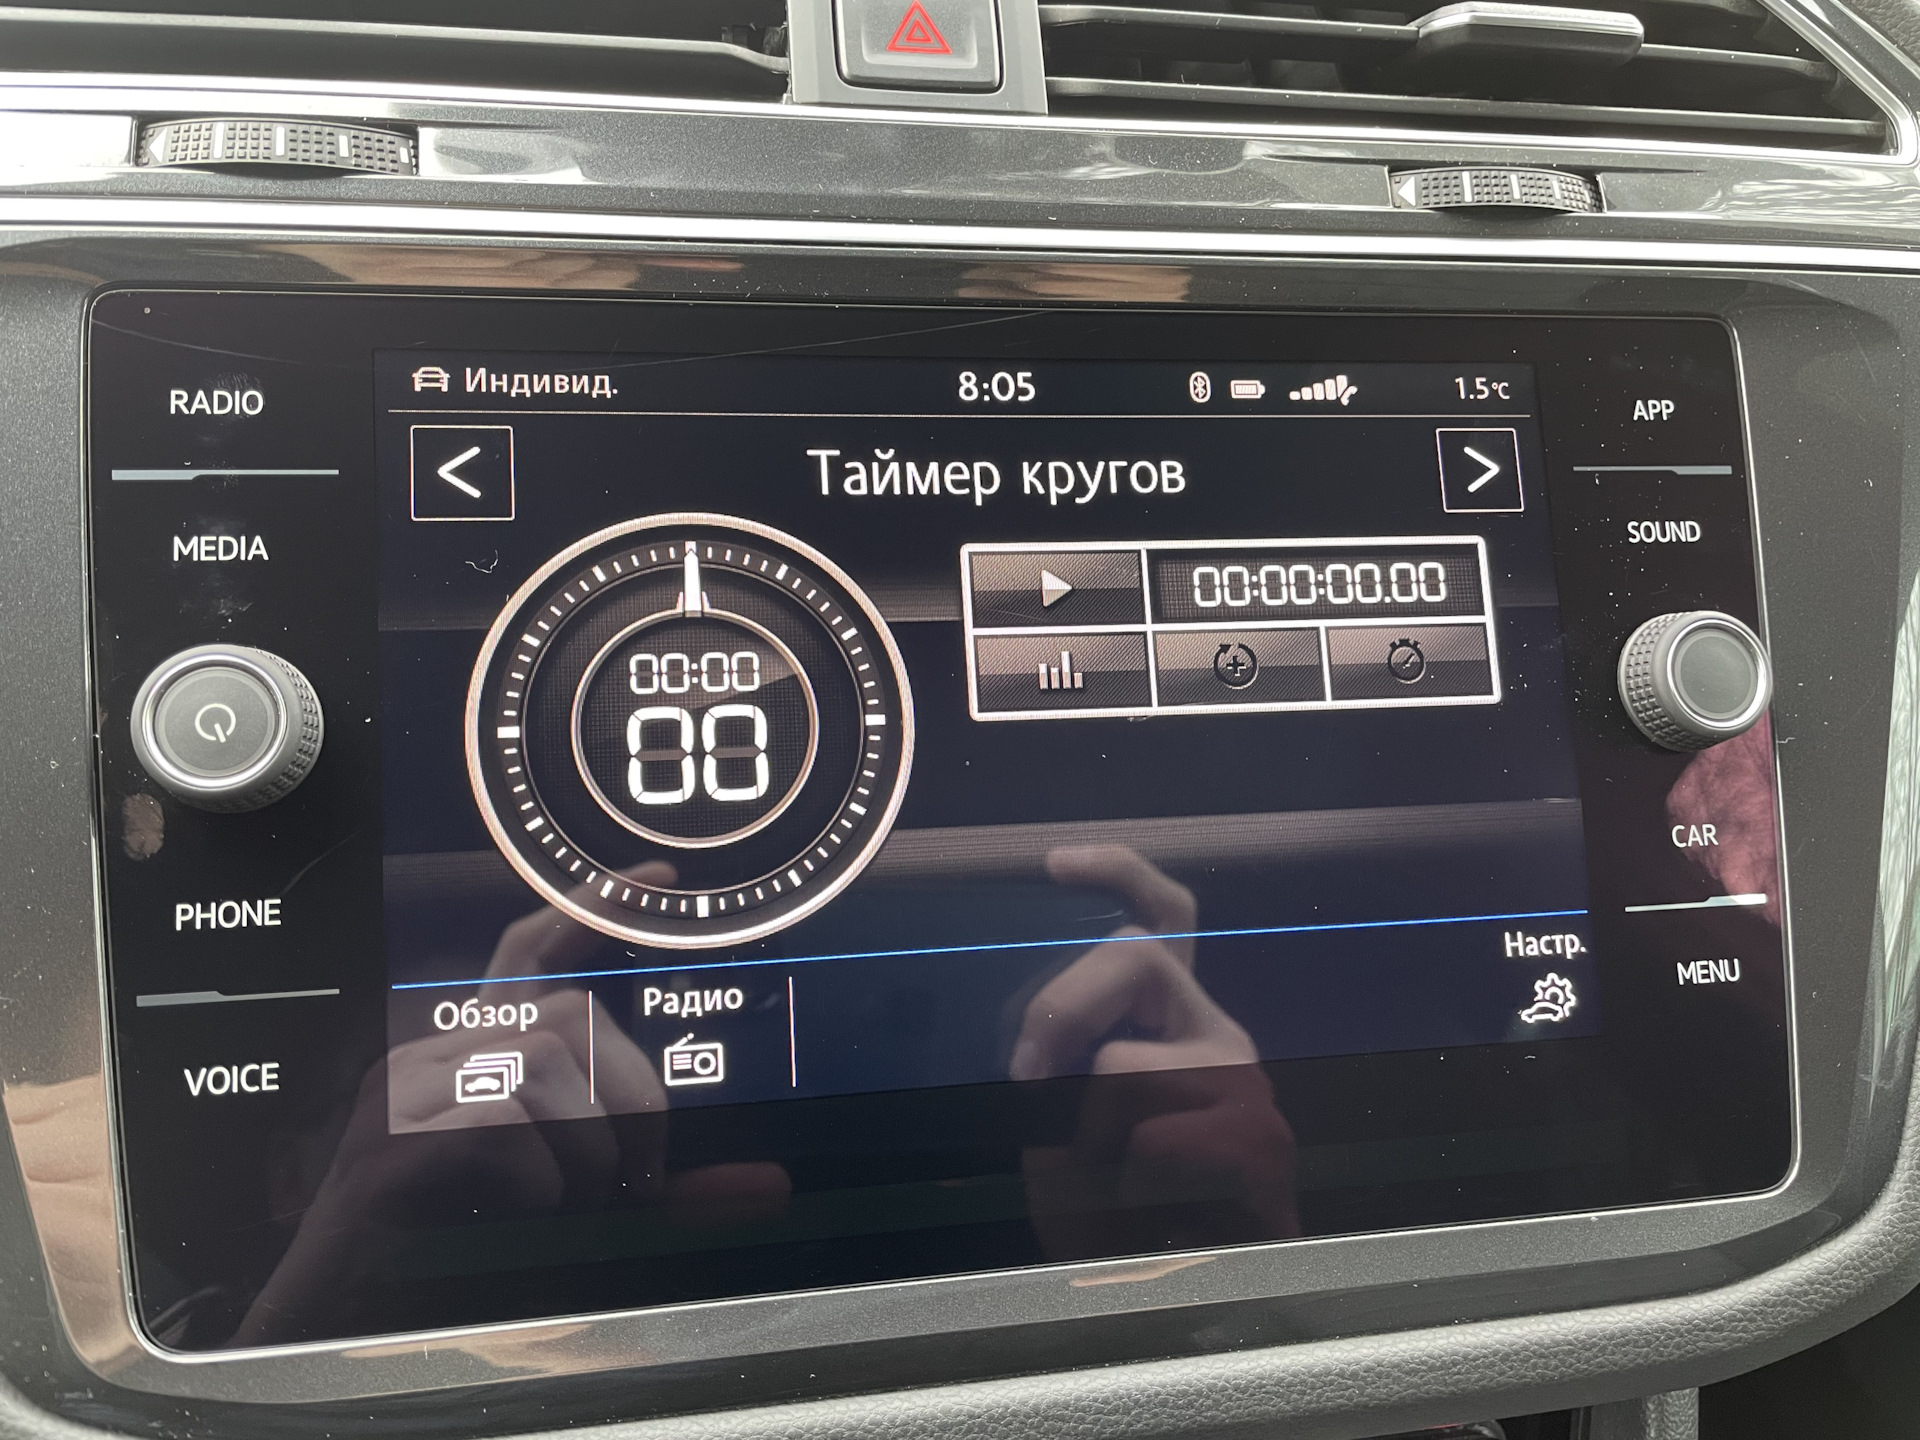 Индивид. 8:05 1.5°C
RADIO
APP
Таймер кругов
MEDIA
SOUND
00:00:00.00
00:00
00
CAR
PHONE
Настр.
MENU
Обзор Радио
VOICE